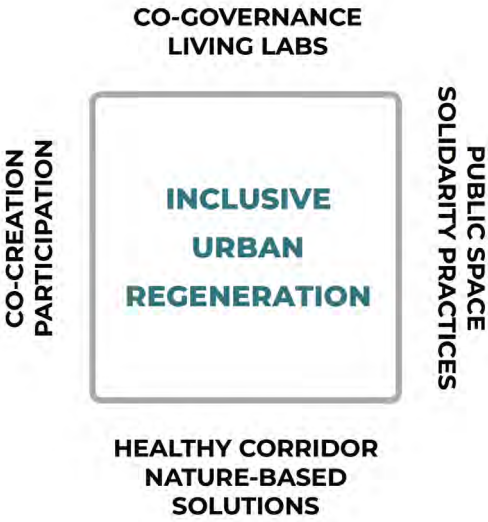 CO-GOVERNANCE
LIVING LABS
CO-CREATION
PARTICIPATION
INCLUSIVE
URBAN
REGENERATION
PUBLIC SPACE
SOLIDARITY PRACTICES
HEALTHY CORRIDOR
NATURE-BASED
SOLUTIONS